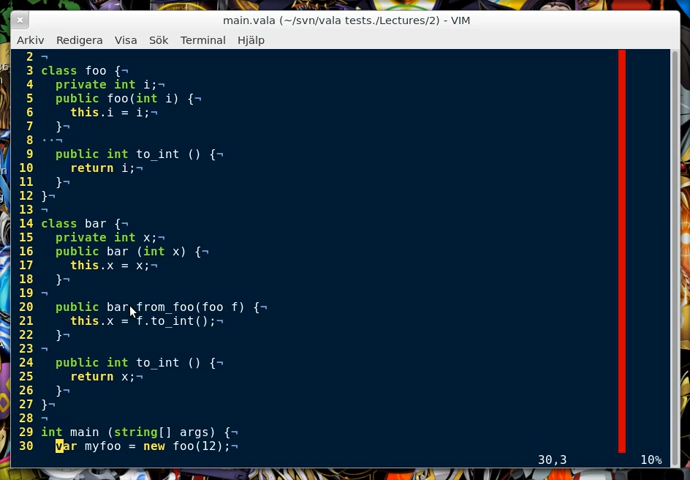 main.vala (~/svn/vala tests./Lectures/2) - VIM
Arkiv Redigera Visa Sök Terminal Hjälp
2 ¬
3 class foo {¬
4   private int i;¬
5   public foo(int i) {¬
6     this.i = i;¬
7   }¬
8 ··¬
9   public int to_int () {¬
10     return i;¬
11   }¬
12 }¬
13 ¬
14 class bar {¬
15   private int x;¬
16   public bar (int x) {¬
17     this.x = x;¬
18   }¬
19 ¬
20   public bar.from_foo(foo f) {¬
21     this.x = f.to_int();¬
22   }¬
23 ¬
24   public int to_int () {¬
25     return x;¬
26   }¬
27 }¬
28 ¬
29 int main (string[] args) {¬
30   var myfoo = new foo(12);¬
30,3 10%